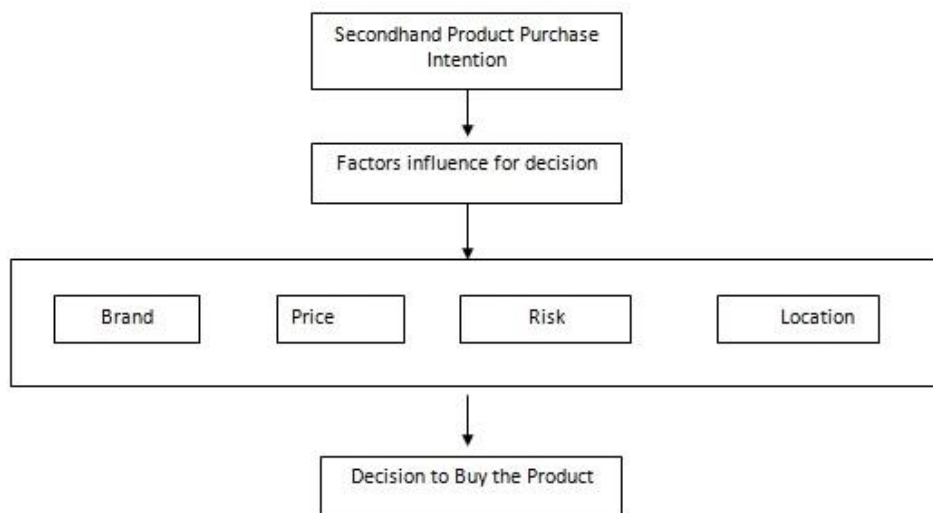 Secondhand Product Purchase
Intention
Factors influence for decision
Brand
Price
Risk
Location
Decision to Buy the Product